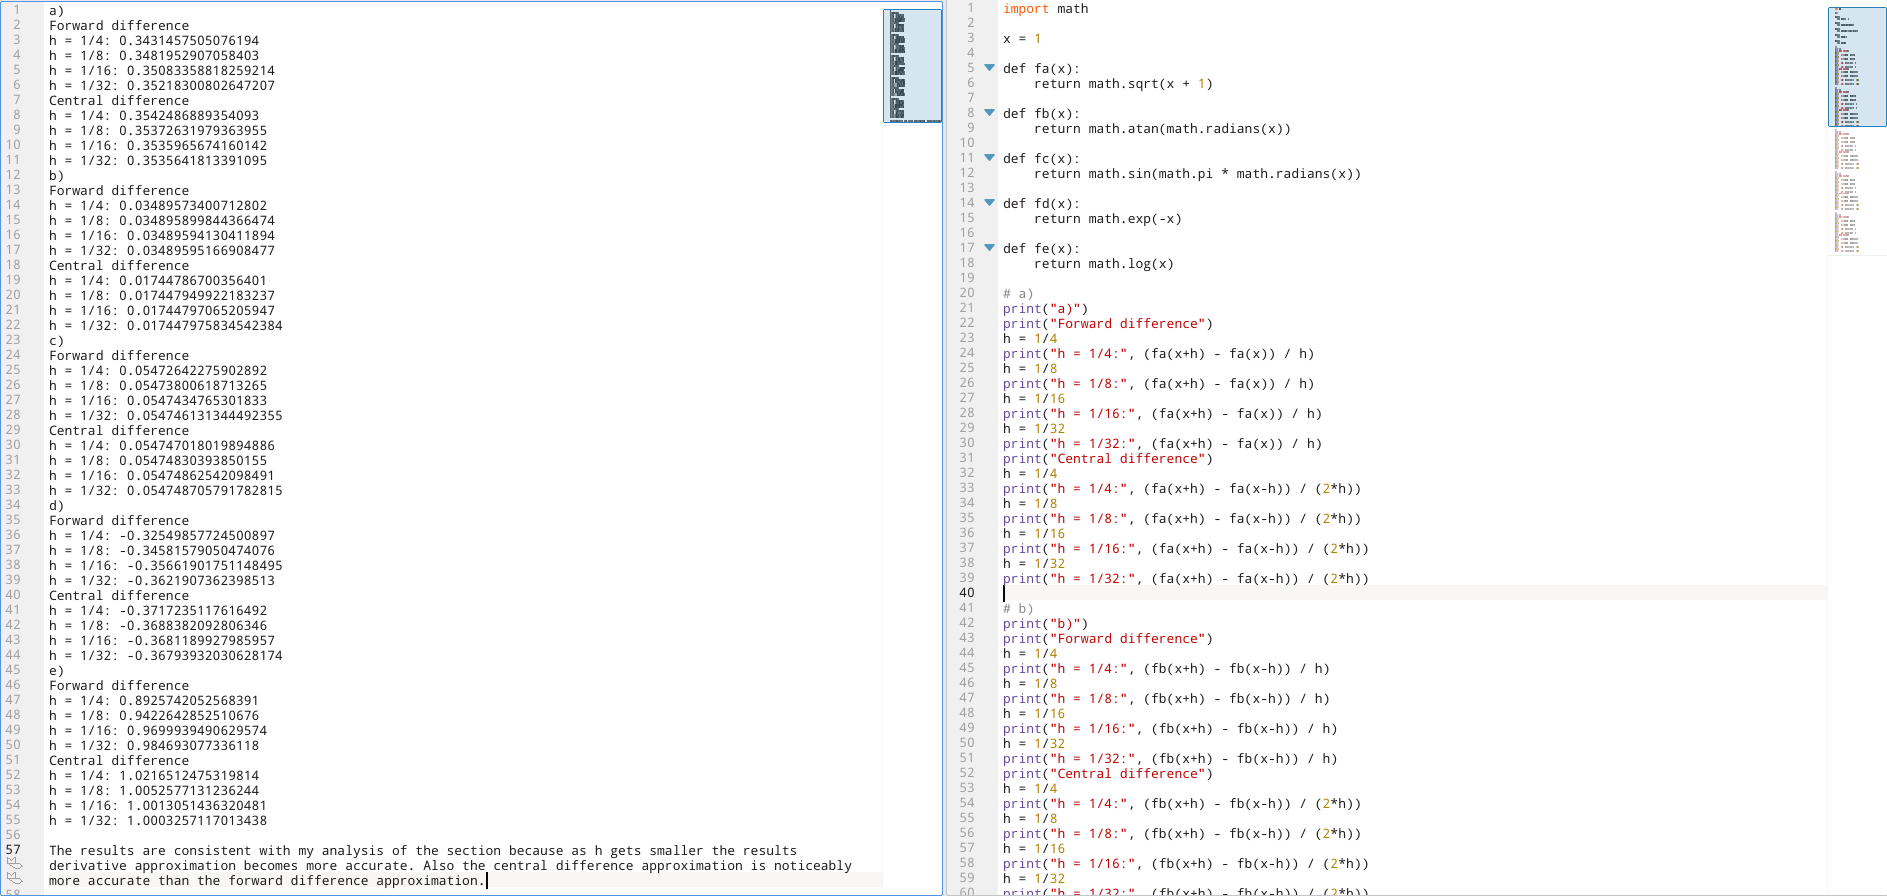 1 a)
2 Forward difference
3 h = 1/4: 0.3431457505076194
4 h = 1/8: 0.3481952907058403
5 h = 1/16: 0.35083358818259214
6 h = 1/32: 0.35218300802647207
7 Central difference
8 h = 1/4: 0.3542486889354093
9 h = 1/8: 0.35372631979363955
10 h = 1/16: 0.3535965674160142
11 h = 1/32: 0.3535641813391095
12 b)
13 Forward difference
14 h = 1/4: 0.03489573400712802
15 h = 1/8: 0.034895899844366474
16 h = 1/16: 0.03489594130411894
17 h = 1/32: 0.03489595166908477
18 Central difference
19 h = 1/4: 0.01744786700356401
20 h = 1/8: 0.017447949922183237
21 h = 1/16: 0.01744797065205947
22 h = 1/32: 0.017447975834542384
23 c)
24 Forward difference
25 h = 1/4: 0.05472642275902892
26 h = 1/8: 0.05473800618713265
27 h = 1/16: 0.0547434765301833
28 h = 1/32: 0.054746131344492355
29 Central difference
30 h = 1/4: 0.054747018019894886
31 h = 1/8: 0.05474830393850155
32 h = 1/16: 0.05474862542098491
33 h = 1/32: 0.054748705791782815
34 d)
35 Forward difference
36 h = 1/4: -0.32549857724500897
37 h = 1/8: -0.34581579050474076
38 h = 1/16: -0.35661901751148495
39 h = 1/32: -0.3621907362398513
40 Central difference
41 h = 1/4: -0.3717235117616492
42 h = 1/8: -0.3688382092806346
43 h = 1/16: -0.3681189927985957
44 h = 1/32: -0.36793932030628174
45 e)
46 Forward difference
47 h = 1/4: 0.8925742052568391
48 h = 1/8: 0.9422642852510676
49 h = 1/16: 0.9699939490629574
50 h = 1/32: 0.984693077336118
51 Central difference
52 h = 1/4: 1.0216512475319814
53 h = 1/8: 1.0052577131236244
54 h = 1/16: 1.0013051436320481
55 h = 1/32: 1.0003257117013438
56
57 The results are consistent with my analysis of the section because as h gets smaller the results
derivative approximation becomes more accurate. Also the central difference approximation is noticeably
more accurate than the forward difference approximation.
58
1 import math
2
3 x = 1
4
5 def fa(x):
6     return math.sqrt(x + 1)
7
8 def fb(x):
9     return math.atan(math.radians(x))
10
11 def fc(x):
12     return math.sin(math.pi * math.radians(x))
13
14 def fd(x):
15     return math.exp(-x)
16
17 def fe(x):
18     return math.log(x)
19
20 # a)
21 print("a)")
22 print("Forward difference")
23 h = 1/4
24 print("h = 1/4:", (fa(x+h) - fa(x)) / h)
25 h = 1/8
26 print("h = 1/8:", (fa(x+h) - fa(x)) / h)
27 h = 1/16
28 print("h = 1/16:", (fa(x+h) - fa(x)) / h)
29 h = 1/32
30 print("h = 1/32:", (fa(x+h) - fa(x)) / h)
31 print("Central difference")
32 h = 1/4
33 print("h = 1/4:", (fa(x+h) - fa(x-h)) / (2*h))
34 h = 1/8
35 print("h = 1/8:", (fa(x+h) - fa(x-h)) / (2*h))
36 h = 1/16
37 print("h = 1/16:", (fa(x+h) - fa(x-h)) / (2*h))
38 h = 1/32
39 print("h = 1/32:", (fa(x+h) - fa(x-h)) / (2*h))
40
41 # b)
42 print("b)")
43 print("Forward difference")
44 h = 1/4
45 print("h = 1/4:", (fb(x+h) - fb(x-h)) / h)
46 h = 1/8
47 print("h = 1/8:", (fb(x+h) - fb(x-h)) / h)
48 h = 1/16
49 print("h = 1/16:", (fb(x+h) - fb(x-h)) / h)
50 h = 1/32
51 print("h = 1/32:", (fb(x+h) - fb(x-h)) / h)
52 print("Central difference")
53 h = 1/4
54 print("h = 1/4:", (fb(x+h) - fb(x-h)) / (2*h))
55 h = 1/8
56 print("h = 1/8:", (fb(x+h) - fb(x-h)) / (2*h))
57 h = 1/16
58 print("h = 1/16:", (fb(x+h) - fb(x-h)) / (2*h))
59 h = 1/32
60 print("h = 1/32:", (fb(x+h) - fb(x-h)) / (2*h))